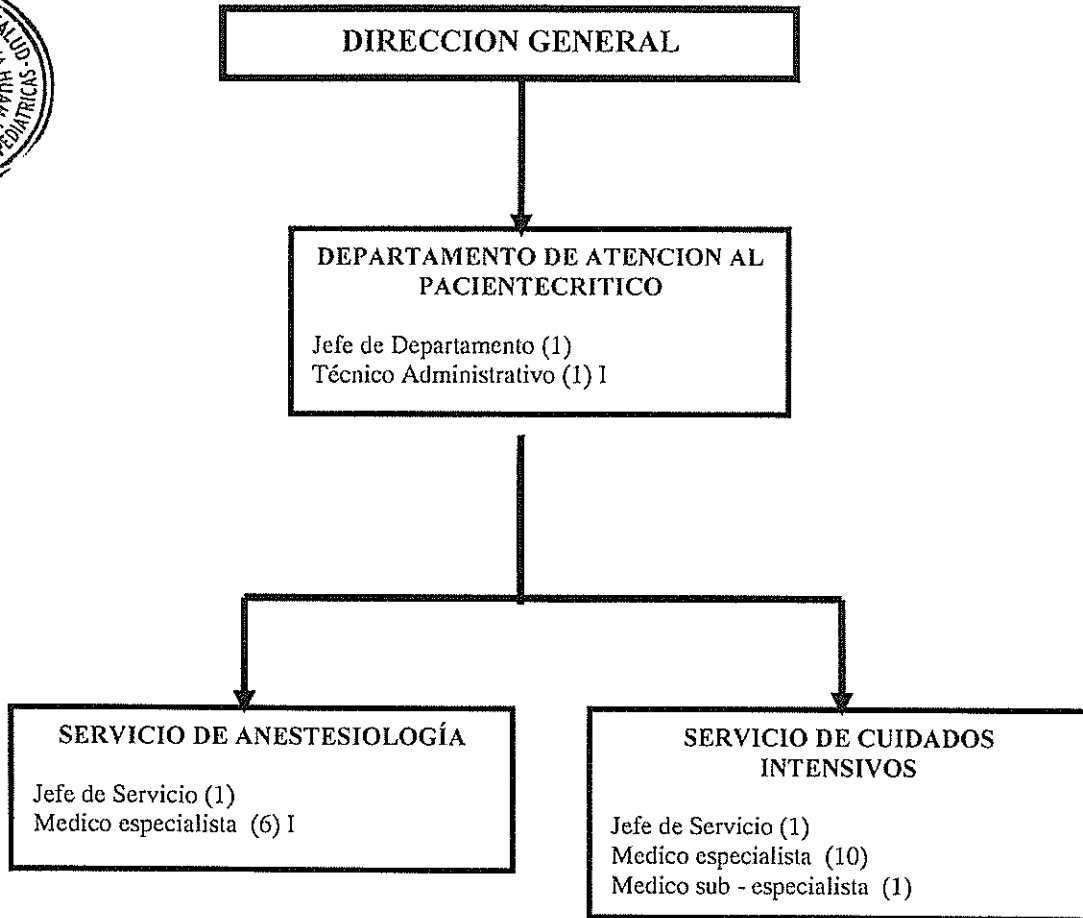 SALUD-
PEDIATRICAS-
DIRECCION GENERAL
DEPARTAMENTO DE ATENCION AL
PACIENTECRITICO
Jefe de Departamento (1)
Técnico Administrativo (1) I
SERVICIO DE ANESTESIOLOGÍA
Jefe de Servicio (1)
Medico especialista (6) I
SERVICIO DE CUIDADOS
INTENSIVOS
Jefe de Servicio (1)
Medico especialista (10)
Medico sub - especialista (1)